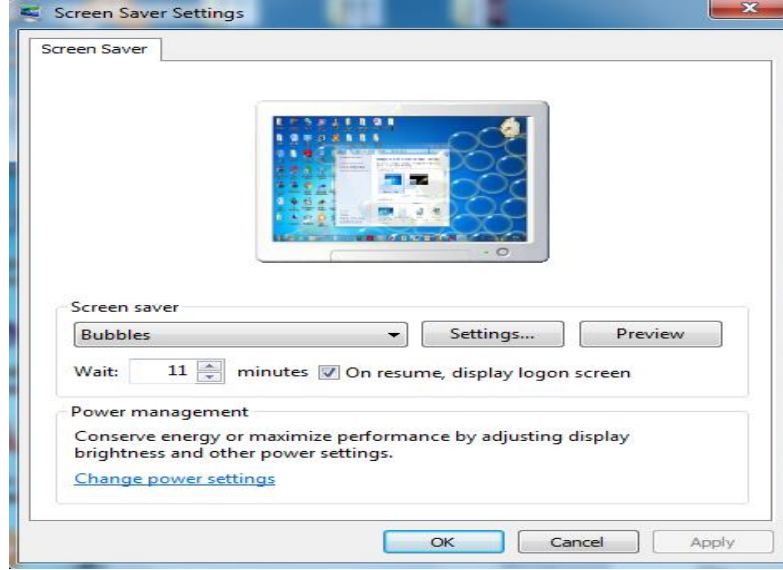 Screen Saver Settings
Screen Saver
Screen saver
Bubbles
Settings...
Preview
Wait: 11 minutes On resume, display logon screen
Power management
Conserve energy or maximize performance by adjusting display
brightness and other power settings.
Change power settings
OK
Cancel
Apply